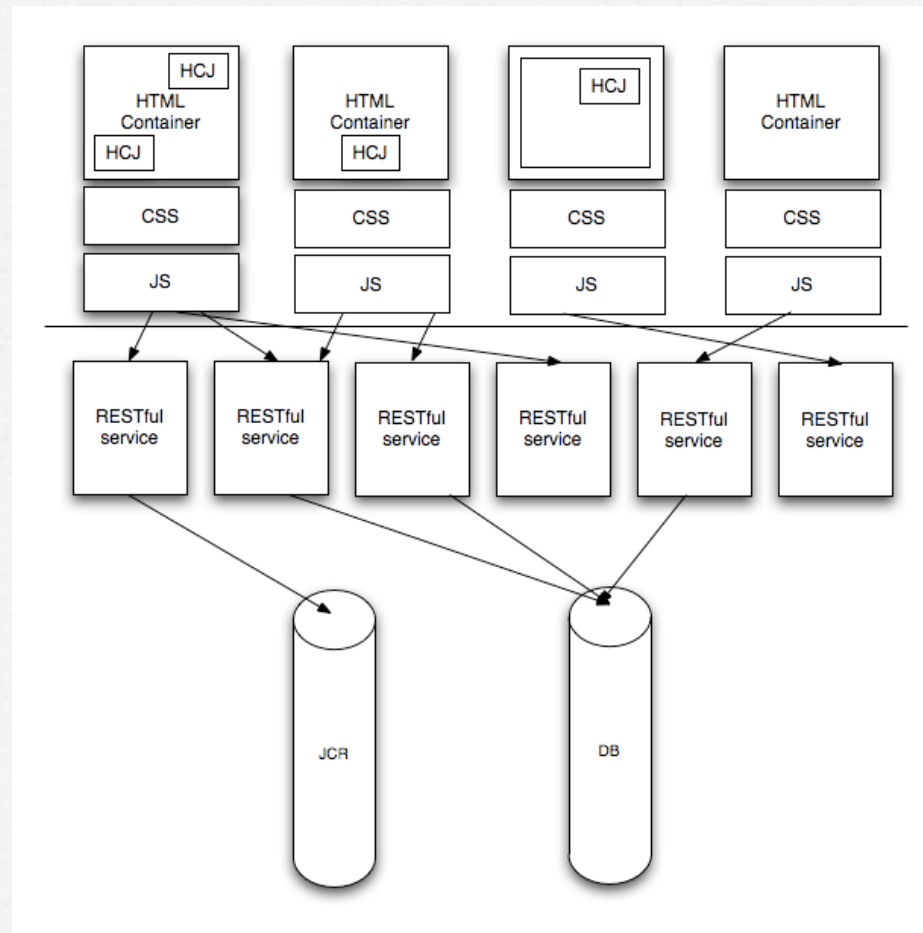 HCJ
HTML
Container
HCJ
HTML
Container
HCJ
HCJ
HTML
Container
CSS
CSS
CSS
CSS
JS
JS
JS
JS
RESTful
service
RESTful
service
RESTful
service
RESTful
service
RESTful
service
RESTful
service
JCR
DB